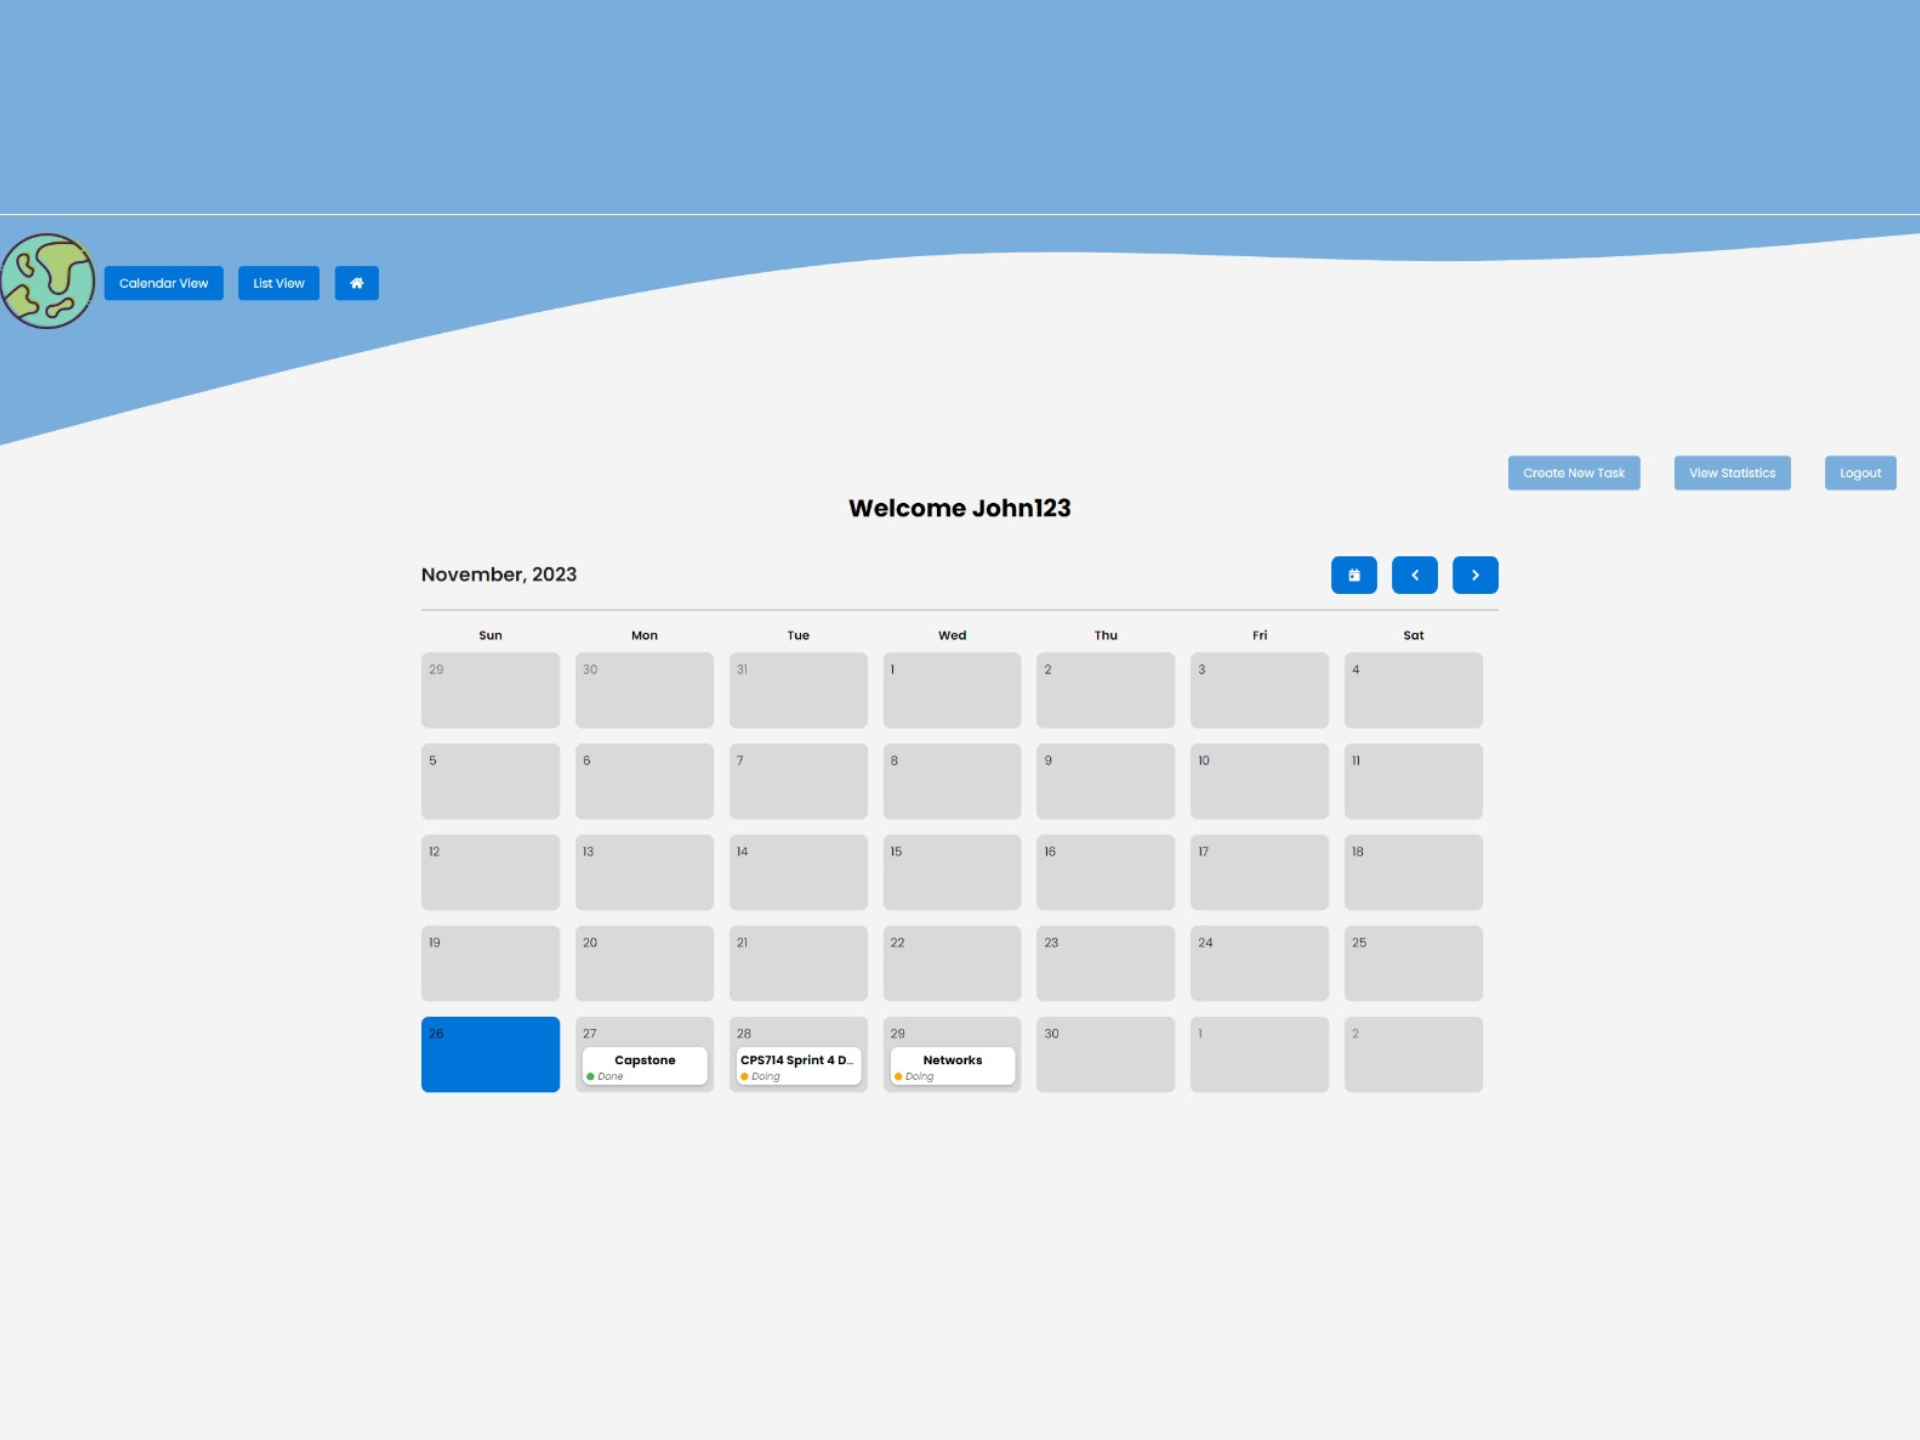 Calendar View List View
Create New Task View Statistics Logout
Welcome John123
November, 2023
Sun Mon Tue Wed Thu Fri Sat
29 30 31 1 2 3 4
5 6 7 8 9 10 11
12 13 14 15 16 17 18
19 20 21 22 23 24 25
26 27 28 29 30 1 2
Capstone CPS714 Sprint 4 D... Networks
Done Doing Doing